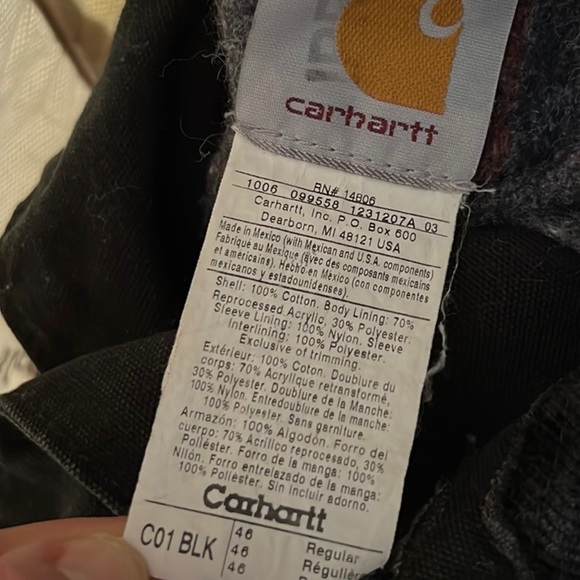 carhartt
RN# 14806
1006 099558 1231207A 03
Carhartt, Inc. P.O. Box 600
Dearborn, MI 48121 USA
Made in Mexico (with Mexican and U.S.A. components)
Fabriqué au Mexique (avec des composants mexicains
et américains). Hecho en México (con componentes
mexicanos y estadounidenses).
Shell: 100% Cotton. Body Lining: 70%
Reprocessed Acrylic, 30% Polyester.
Sleeve Lining: 100% Nylon. Sleeve
Interlining: 100% Polyester.
Exclusive of trimming.
Extérieur: 100% Coton. Doublure du
corps: 70% Acrylique retransformé,
30% Polyester. Doublure de la Manche:
100% Nylon. Entredoublure de la manche:
100% Polyester. Sans garniture.
Armazón: 100% Algodón. Forro del
cuerpo: 70% Acrílico reprocesado, 30%
Poliéster. Forro de la manga: 100%
Nilón. Forro entrelazado de la manga:
100% Poliéster. Sin incluir adorno.
Carhartt
C01 BLK
46 Regular
46 Régulière
46